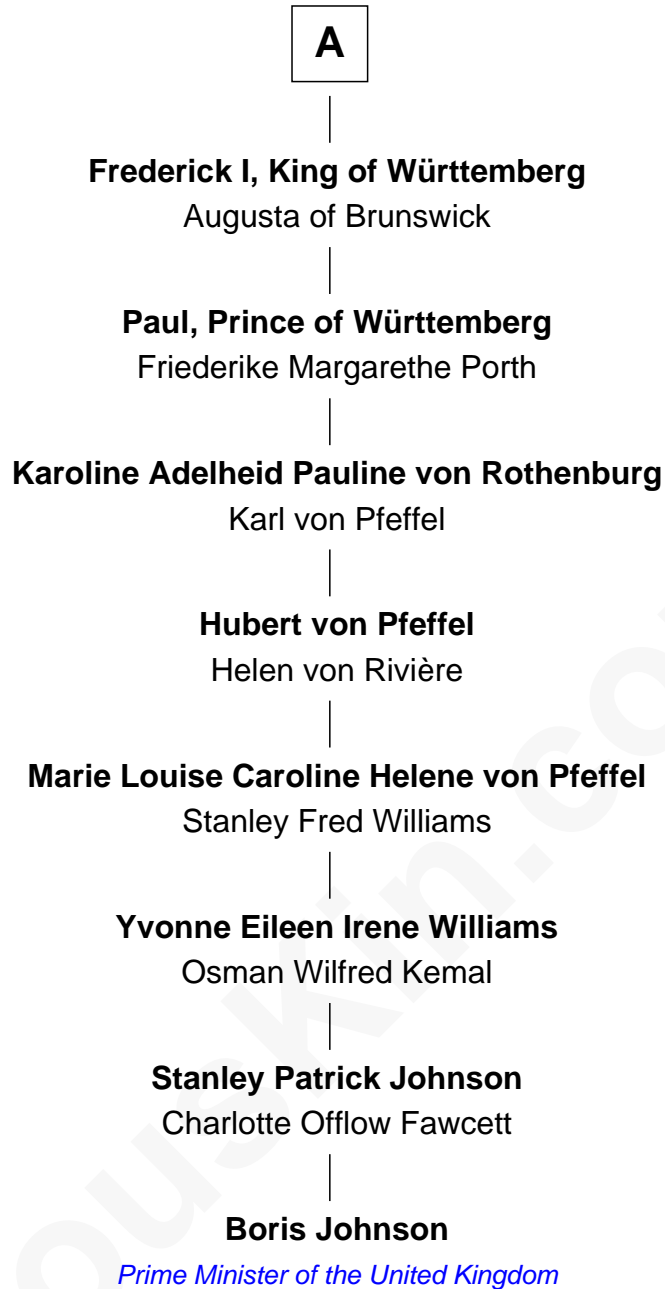 A
Frederick I, King of Württemberg
Augusta of Brunswick
Paul, Prince of Württemberg
Friederike Margarethe Porth
Karoline Adelheid Pauline von Rothenburg
Karl von Pfeffel
Hubert von Pfeffel
Helen von Rivière
Marie Louise Caroline Helene von Pfeffel
Stanley Fred Williams
Yvonne Eileen Irene Williams
Osman Wilfred Kemal
Stanley Patrick Johnson
Charlotte Offlow Fawcett
Boris Johnson
Prime Minister of the United Kingdom